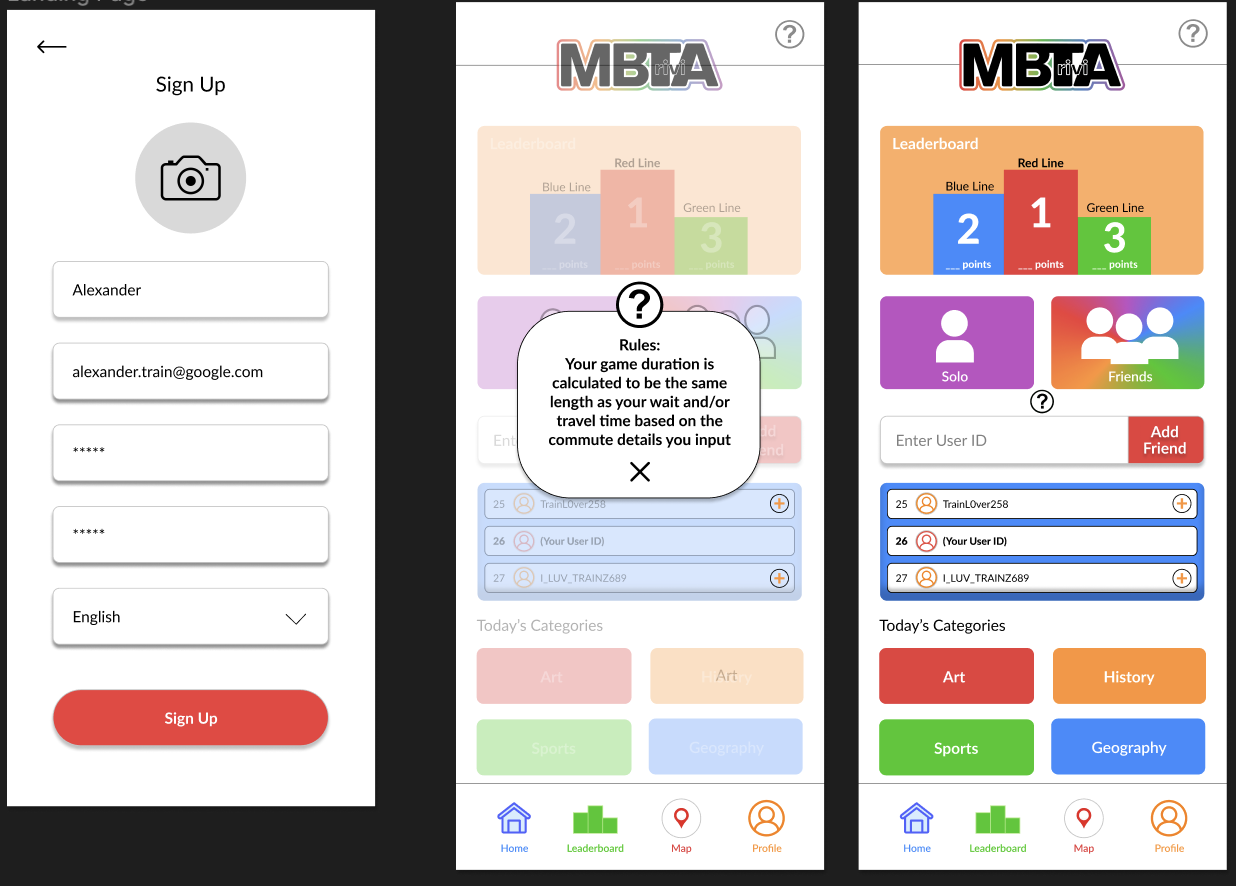 Landing Page
Sign Up
Alexander
alexander.train@google.com
*****
*****
English
Sign Up
?
MBTA
rivi
Leaderboard
Red Line
Blue Line
Green Line
1
2
3
___ points
___ points
___ points
?
Rules:
Your game duration is
calculated to be the same
length as your wait and/or
travel time based on the
commute details you input
Ent
dd
end
25 TrainL0ver258
26 (Your User ID)
27 I_LUV_TRAINZ689
Today's Categories
Art
History
Art
Sports
Geography
Home
Leaderboard
Map
Profile
?
MBTA
rivi
Leaderboard
Red Line
Blue Line
Green Line
1
2
3
___ points
___ points
___ points
Solo
Friends
?
Enter User ID
Add
Friend
25 TrainL0ver258
26 (Your User ID)
27 I_LUV_TRAINZ689
Today's Categories
Art
History
Sports
Geography
Home
Leaderboard
Map
Profile